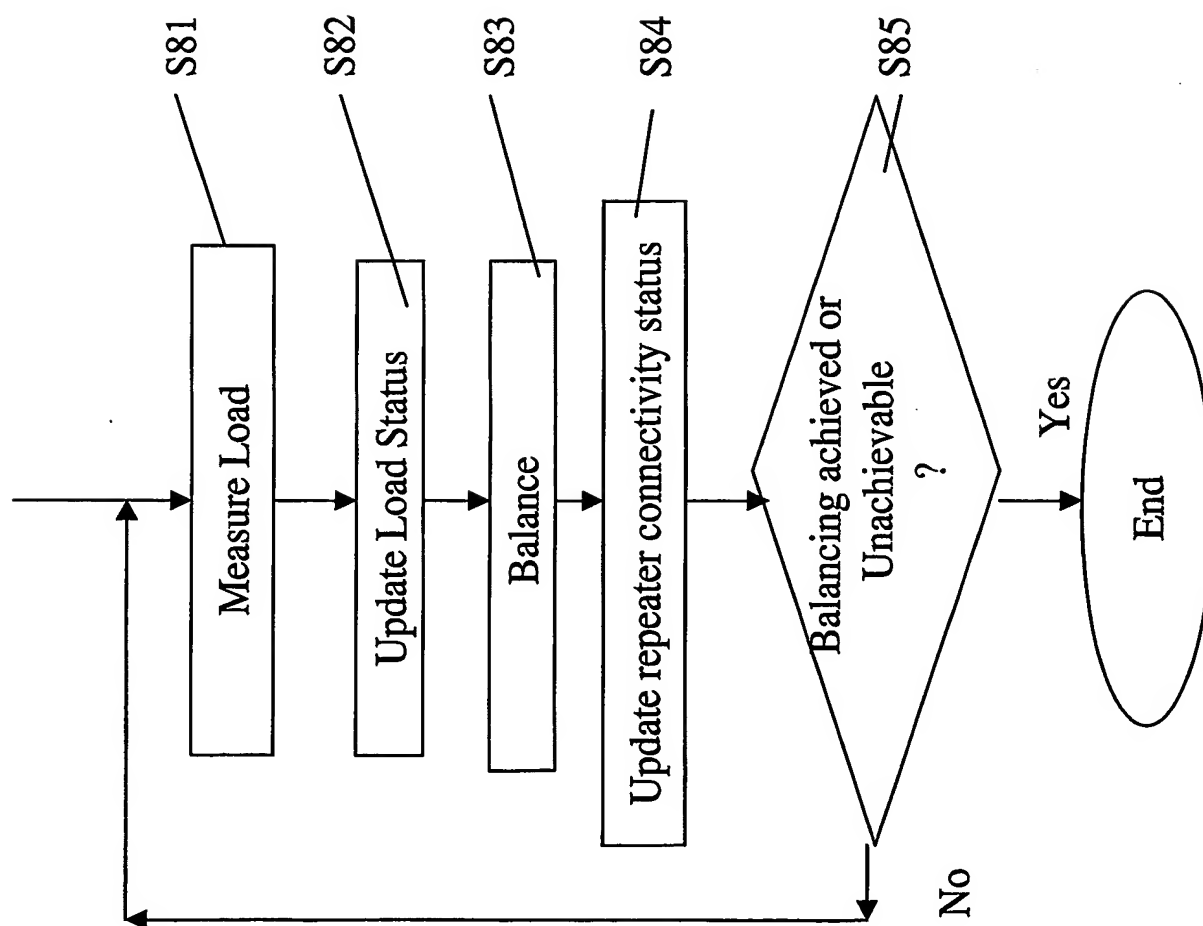 Measure Load
S81
Update Load Status
S82
Balance
S83
Update repeater connectivity status
S84
Balancing achieved or
Unachievable
?
S85
No
Yes
End